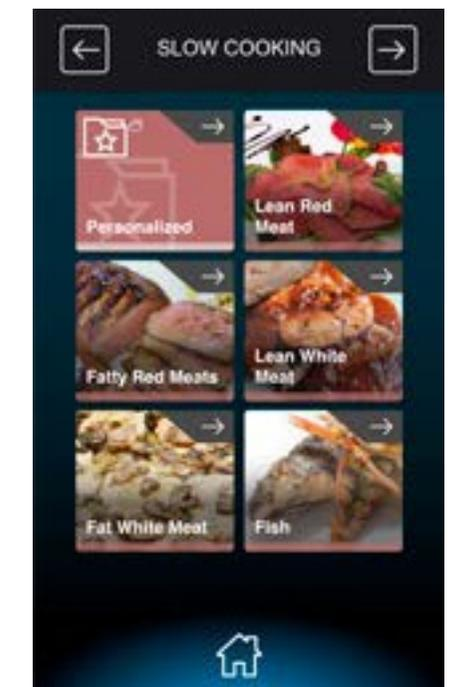 SLOW COOKING
Personalized
Lean Red
Meat
Fatty Red Meats
Lean White
Meat
Fat White Meat
Fish